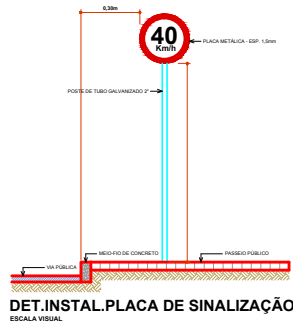 0,30m
40
Km/h
PLACA METÁLICA - ESP. 1,5mm
POSTE DE TUBO GALVANIZADO 2"
MEIO-FIO DE CONCRETO
PASSEIO PÚBLICO
VIA PÚBLICA
DET.INSTAL.PLACA DE SINALIZAÇÃO
ESCALA VISUAL